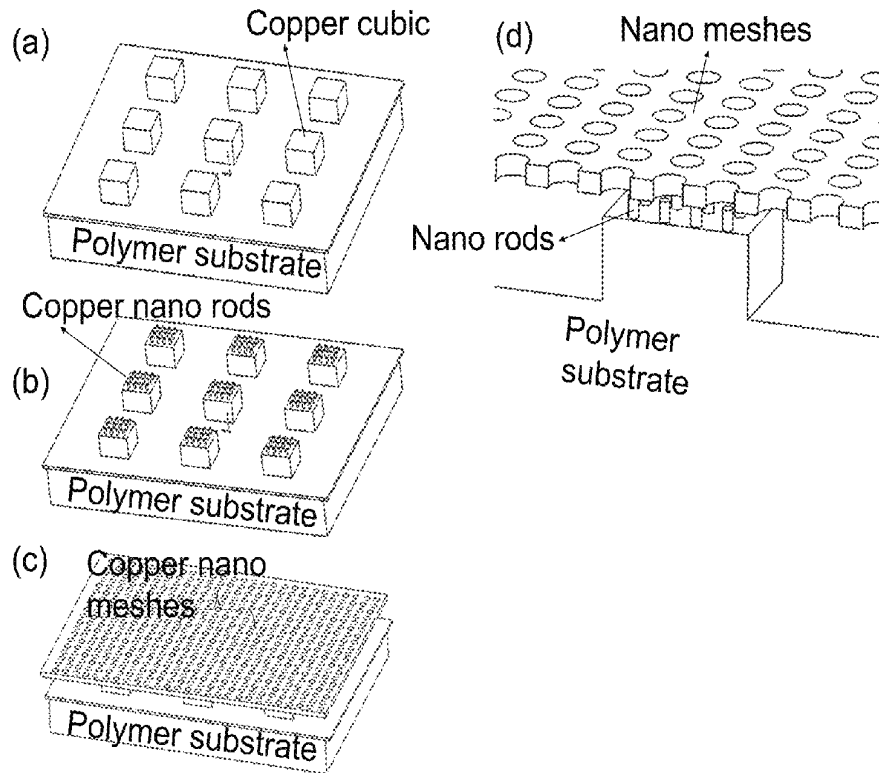 (a)
Copper cubic
Polymer substrate
Copper nano rods
(b)
Polymer substrate
(c)
Copper nano
meshes
Polymer substrate
(d)
Nano meshes
Nano rods
Polymer
substrate